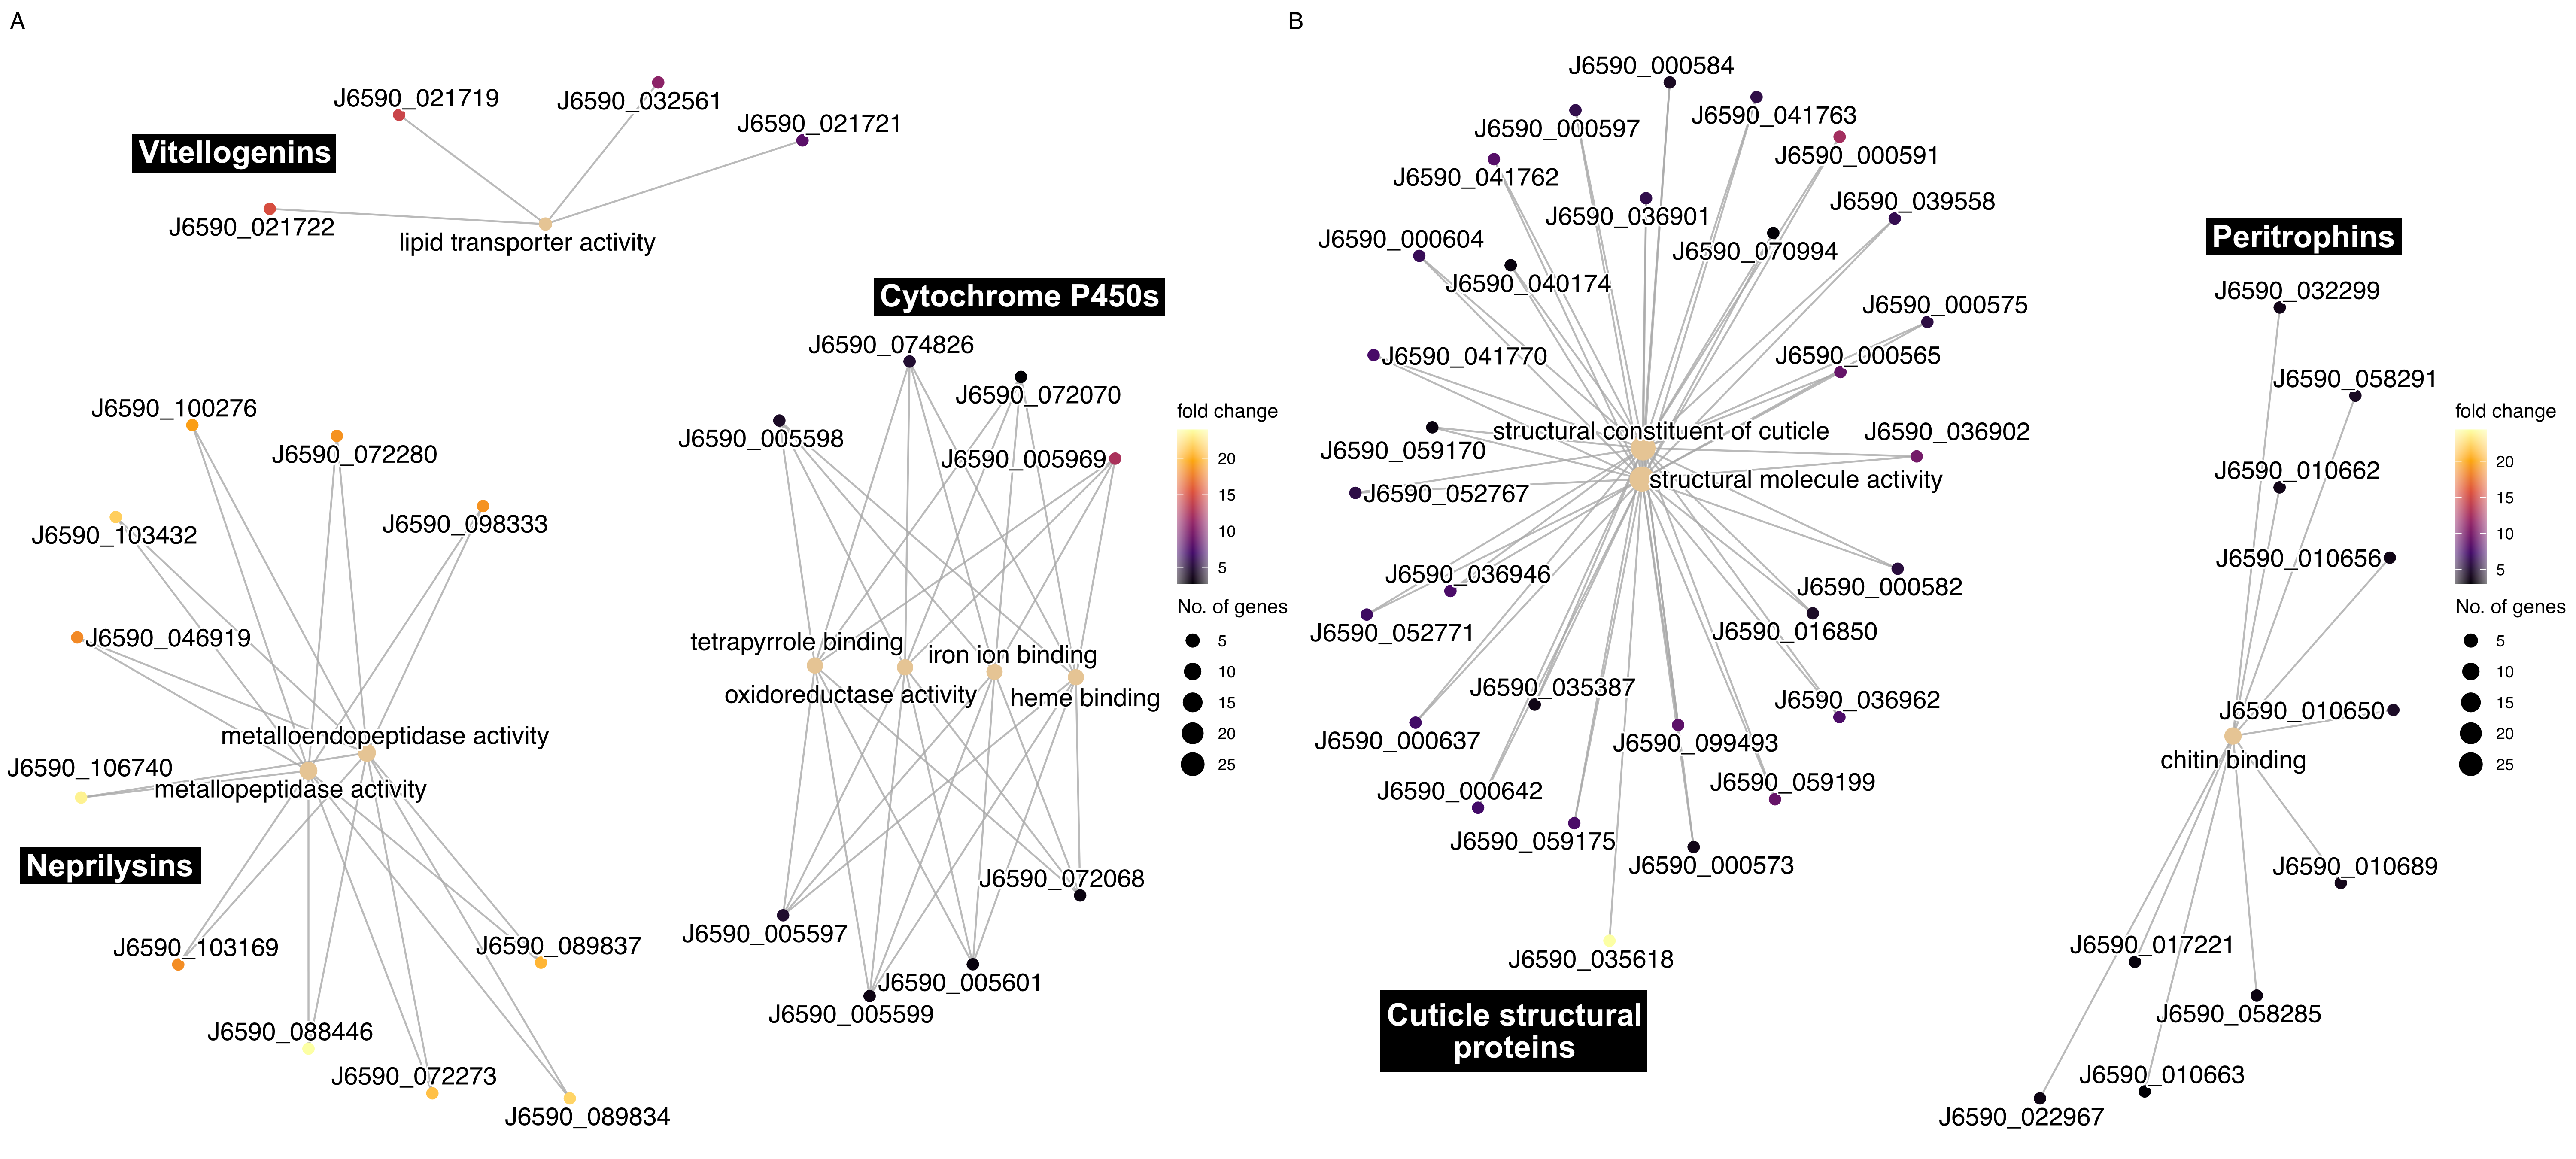 A
J6590_021719
J6590_032561
J6590_021721
Vitellogenins
J6590_021722
lipid transporter activity
Cytochrome P450s
J6590_074826
J6590_072070
J6590_005598
J6590_005969
J6590_100276
J6590_072280
J6590_103432
J6590_098333
J6590_046919
tetrapyrrole binding
iron ion binding
oxidoreductase activity
heme binding
metalloendopeptidase activity
J6590_106740
metallopeptidase activity
Neprilysins
J6590_072068
J6590_005597
J6590_103169
J6590_089837
J6590_005601
J6590_005599
J6590_088446
J6590_072273
J6590_089834
fold change
20
15
10
5
No. of genes
5
10
15
20
25
B
J6590_000584
J6590_041763
J6590_000597
J6590_000591
J6590_041762
J6590_039558
J6590_036901
J6590_000604
J6590_070994
J6590_040174
J6590_000575
J6590_041770
J6590_000565
structural constituent of cuticle
J6590_036902
J6590_059170
structural molecule activity
J6590_052767
J6590_036946
J6590_000582
J6590_052771
J6590_016850
J6590_035387
J6590_036962
J6590_000637
J6590_099493
J6590_059199
J6590_000642
J6590_059175
J6590_000573
J6590_035618
Cuticle structural
proteins
Peritrophins
J6590_032299
J6590_058291
J6590_010662
J6590_010656
J6590_010650
chitin binding
J6590_010689
J6590_017221
J6590_058285
J6590_010663
J6590_022967
fold change
20
15
10
5
No. of genes
5
10
15
20
25